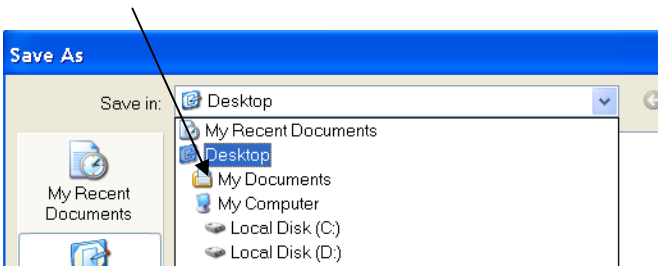 Save As
Save in:
Desktop
My Recent Documents
Desktop
My Documents
My Computer
Local Disk (C:)
Local Disk (D:)
My Recent
Documents